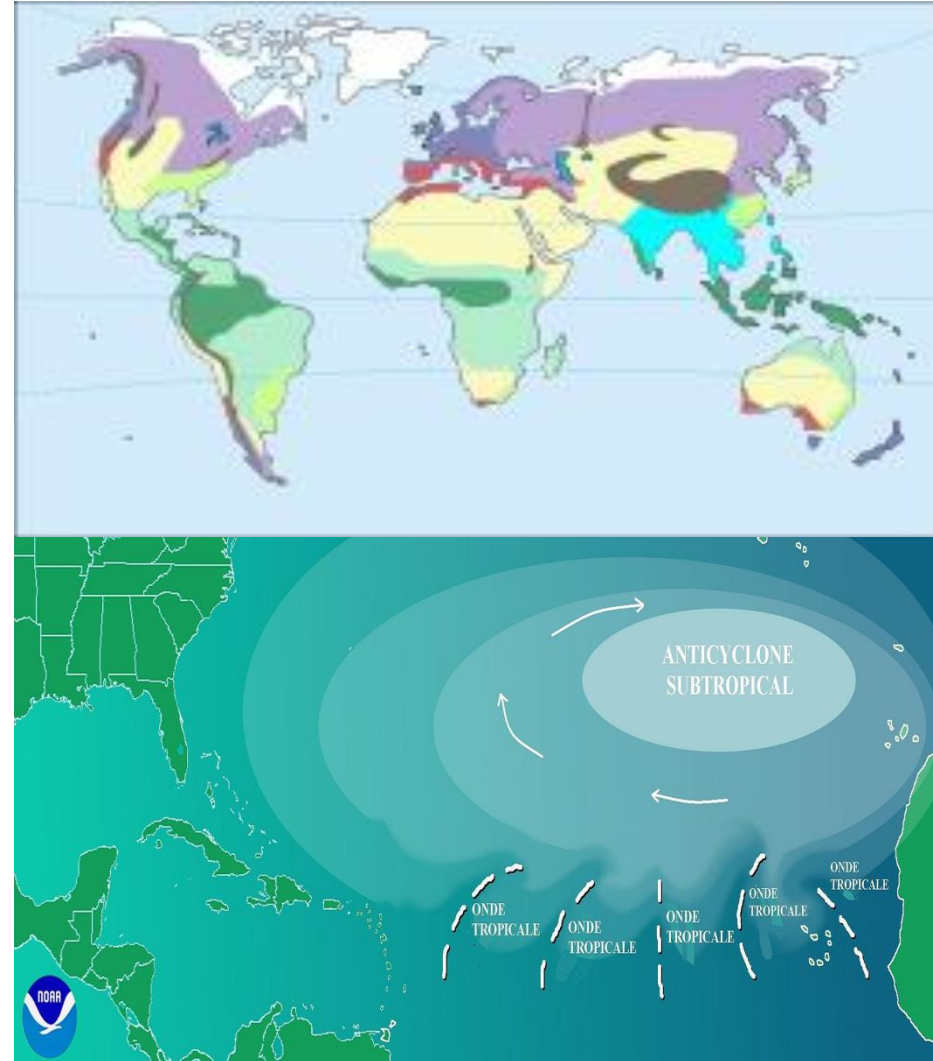 ANTICYCLONE
SUBTROPICAL
ONDE
TROPICALE
ONDE
TROPICALE
ONDE
TROPICALE
ONDE
TROPICALE
ONDE
TROPICALE
NOAA